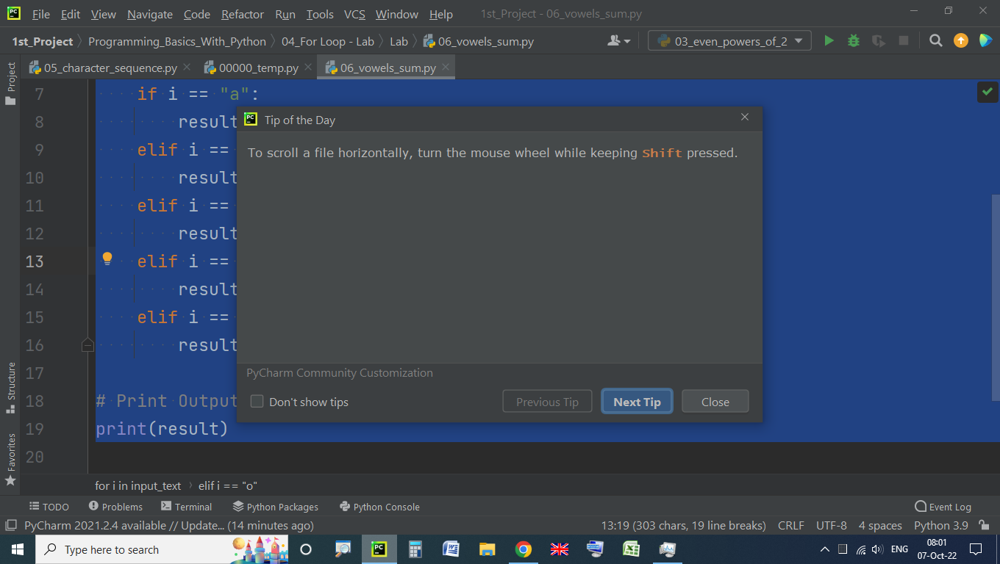 File Edit View Navigate Code Refactor Run Tools VCS Window Help 1st_Project - 06_vowels_sum.py
1st_Project Programming_Basics_With_Python 04_For Loop - Lab Lab 06_vowels_sum.py 03_even_powers_of_2
05_character_sequence.py 00000_temp.py 06_vowels_sum.py
Project
7 if i == "a":
8 result
9 elif i ==
10 result
11 elif i ==
12 result
13 elif i ==
14 result
15 elif i ==
16 result
17
18 # Print Output
19 print(result)
20
Tip of the Day
To scroll a file horizontally, turn the mouse wheel while keeping Shift pressed.
PyCharm Community Customization
Don't show tips Previous Tip Next Tip Close
Structure
Favorites
for i in input_text elif i == "o"
TODO Problems Terminal Python Packages Python Console Event Log
PyCharm 2021.2.4 available // Update... (14 minutes ago) 13:19 (303 chars, 19 line breaks) CRLF UTF-8 4 spaces Python 3.9
Type here to search ENG 08:01
07-Oct-22